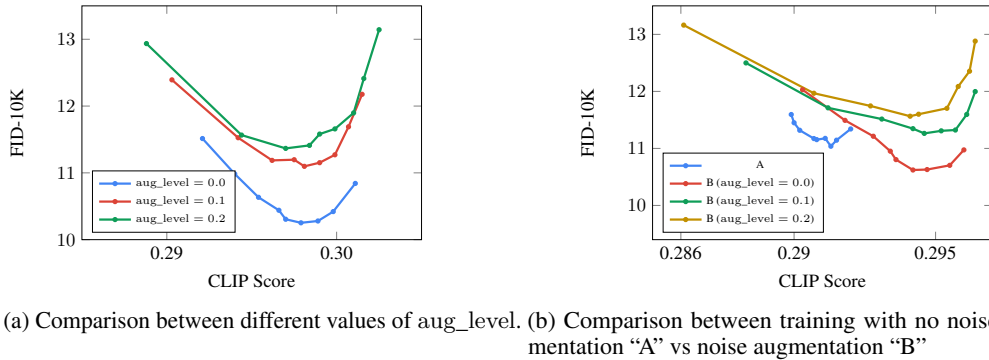 13
12
11
10
0.29
0.30
FID-10K
CLIP Score
aug_level = 0.0
aug_level = 0.1
aug_level = 0.2
13
12
11
10
0.286
0.29
0.295
FID-10K
CLIP Score
A
B (aug_level = 0.0)
B (aug_level = 0.1)
B (aug_level = 0.2)
(a) Comparison between different values of aug_level.
(b) Comparison between training with no noise
mentation “A” vs noise augmentation “B”